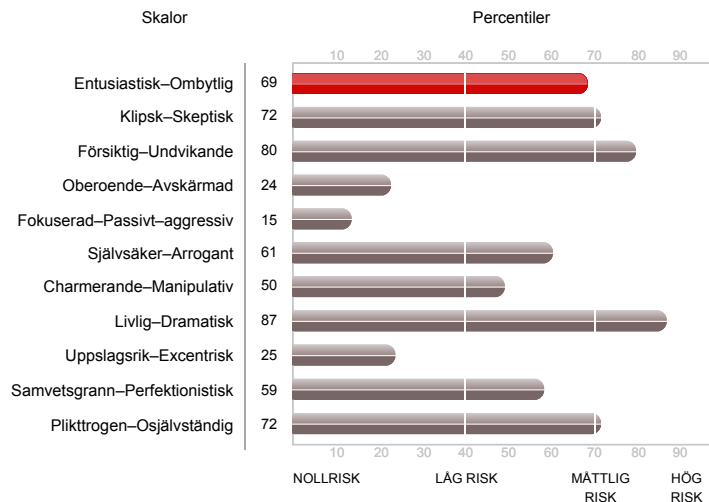 Skalor Percentiler
10 20 30 40 50 60 70 80 90
Entusiastisk–Ombytlig 69
Klipsk–Skeptisk 72
Försiktig–Undvikande 80
Oberoende–Avskärmad 24
Fokuserad–Passivt–aggressiv 15
Självsäker–Arrogant 61
Charmerande–Manipulativ 50
Livlig–Dramatisk 87
Uppslagsrik–Excentrisk 25
Samvetsgrann–Perfektionistisk 59
Plikttrogen–Osjälvständig 72
10 20 30 40 50 60 70 80 90
NOLLRISK LÅG RISK MÅTTLIG HÖG
RISK RISK